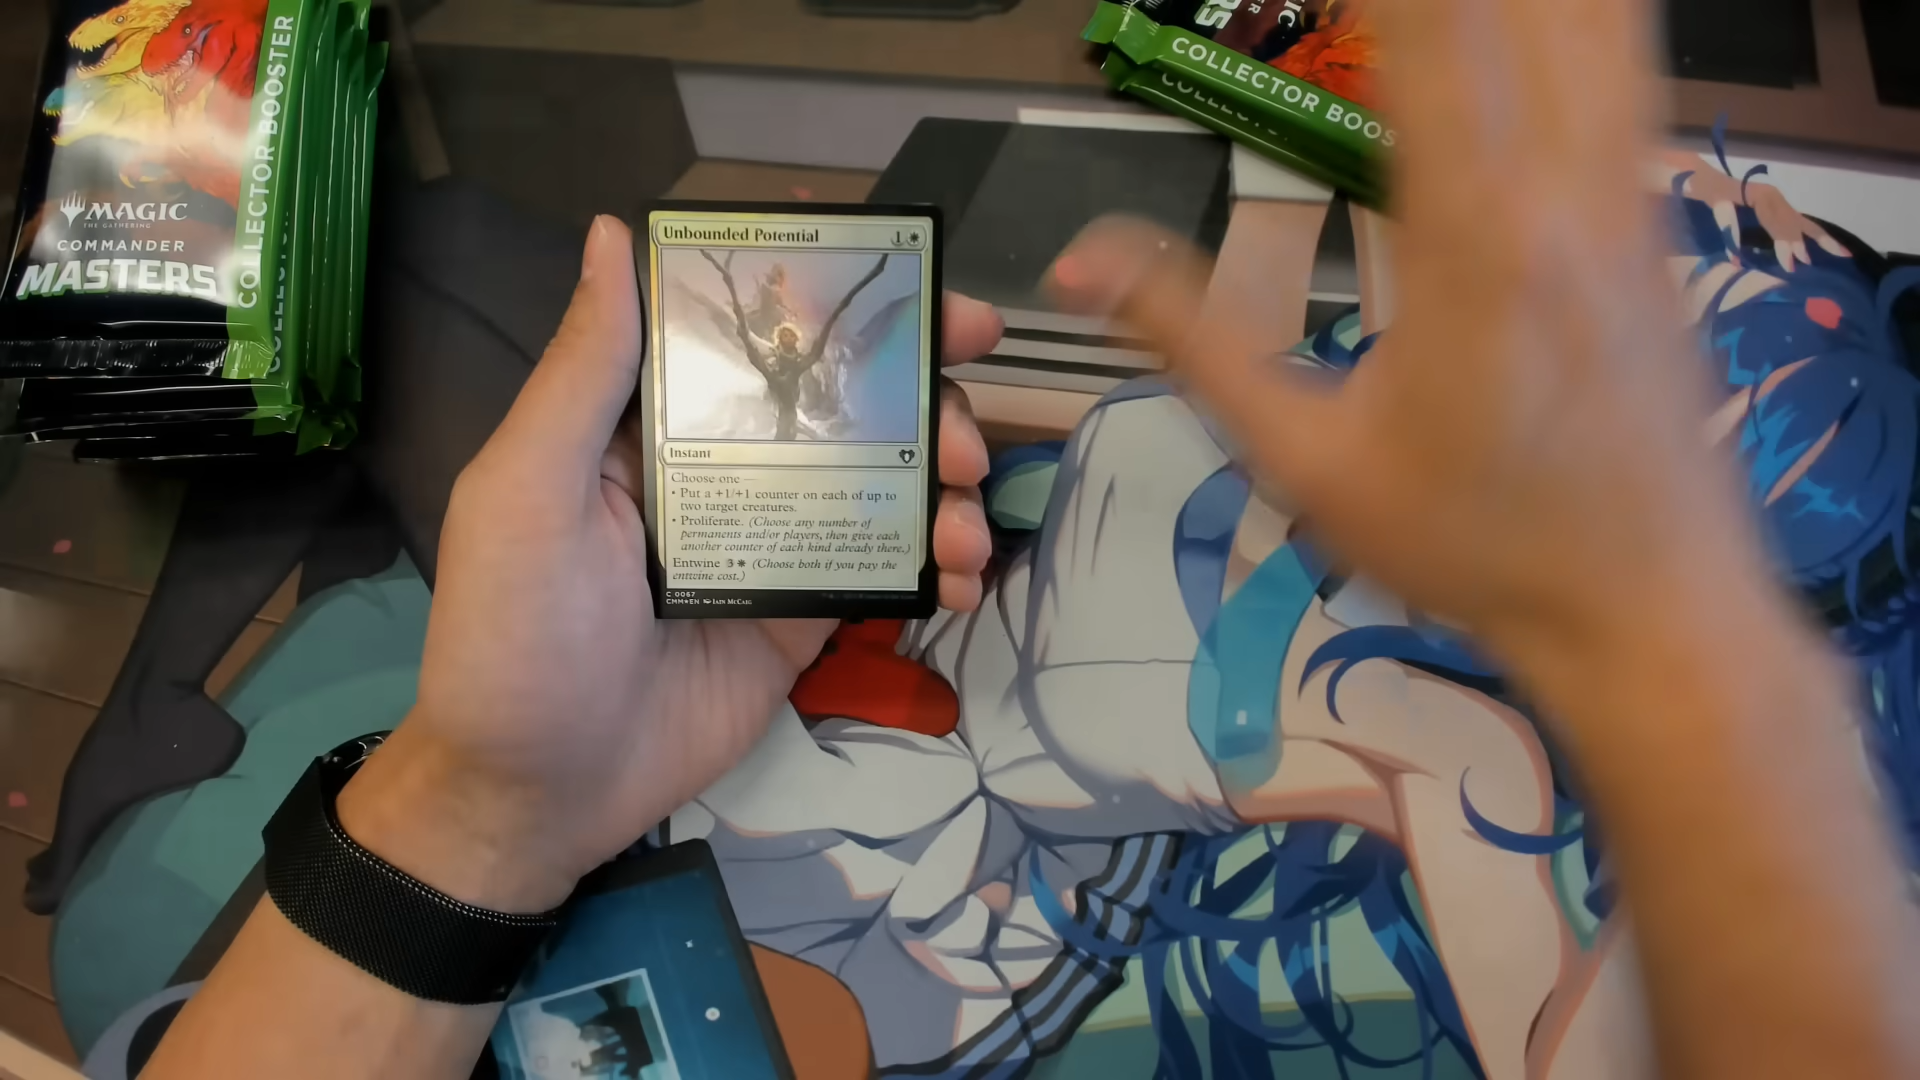 MAGIC
THE GATHERING
COMMANDER
MASTERS
COLLECTOR BOOSTER
COLLECTOR BOOS
Unbounded Potential 1
Instant
Choose one —
• Put a +1/+1 counter on each of up to
two target creatures.
• Proliferate. (Choose any number of
permanents and/or players, then give each
another counter of each kind already there.)
Entwine 3 (Choose both if you pay the
entwine cost.)
C 0067
CMM★EN Iain McCaig